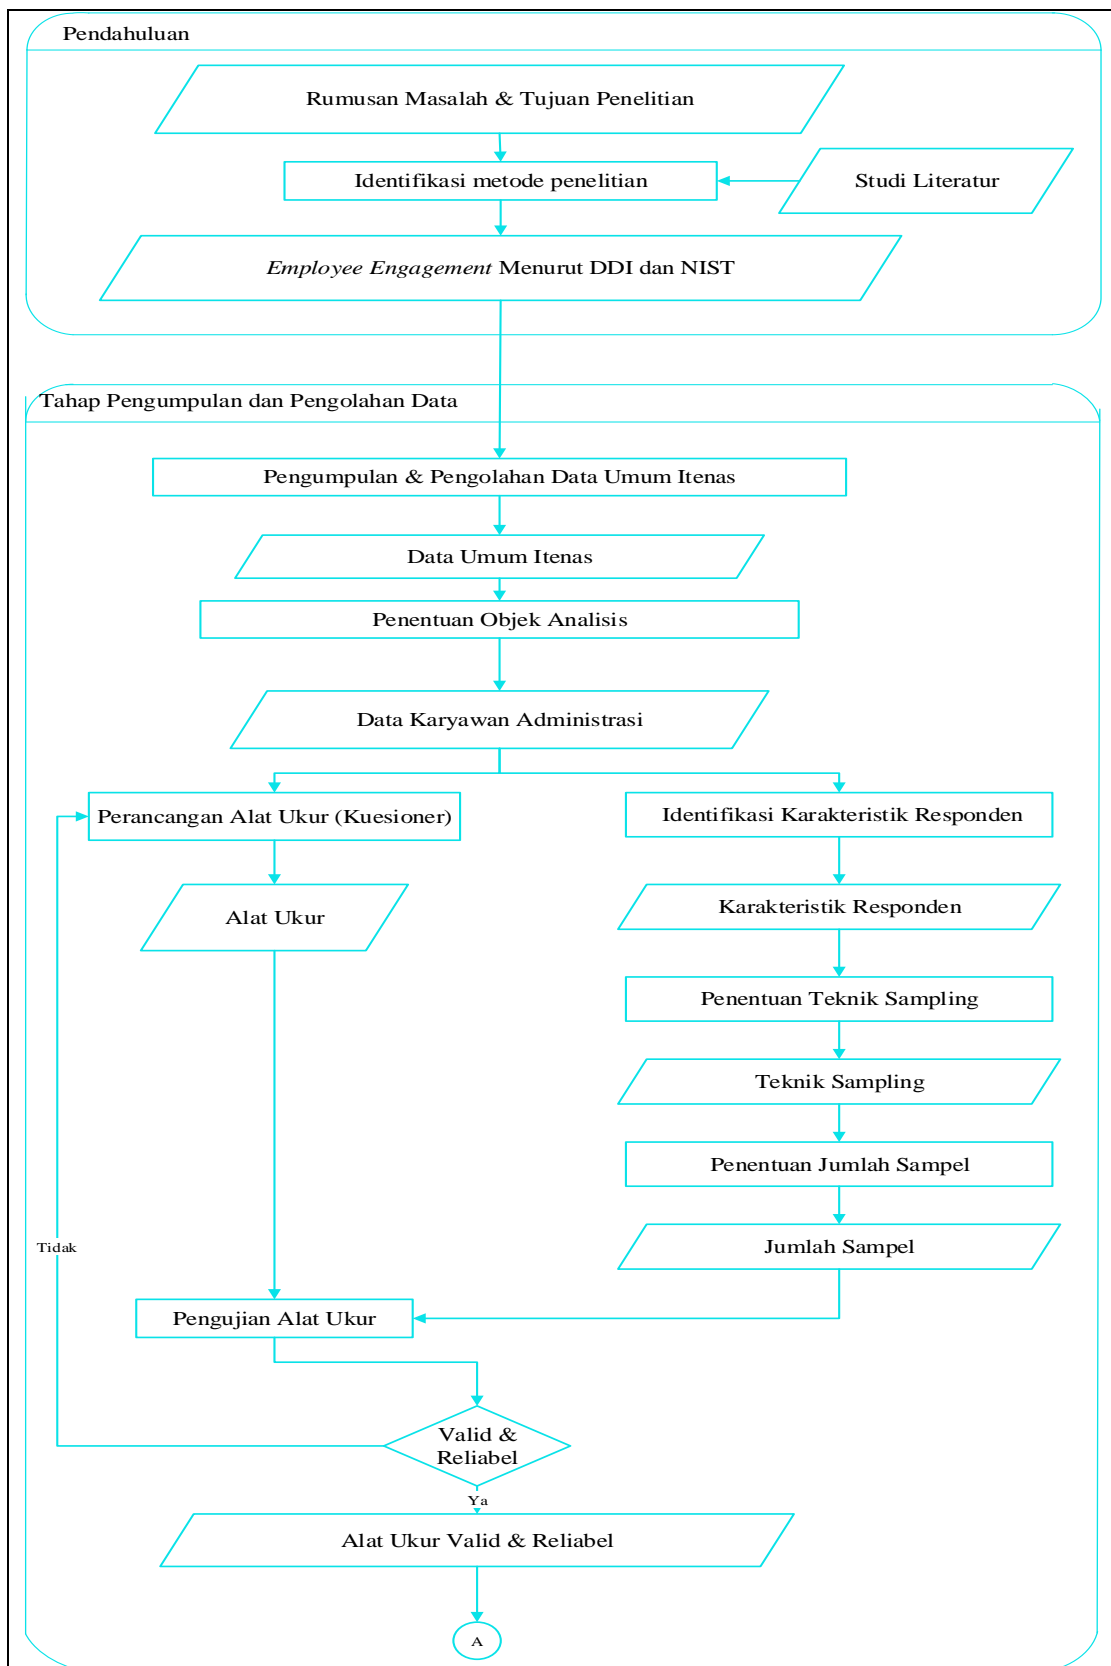 Pendahuluan
Rumusan Masalah & Tujuan Penelitian
Identifikasi metode penelitian
Studi Literatur
Employee Engagement Menurut DDI dan NIST
Tahap Pengumpulan dan Pengolahan Data
Pengumpulan & Pengolahan Data Umum Itenas
Data Umum Itenas
Penentuan Objek Analisis
Data Karyawan Administrasi
Perancangan Alat Ukur (Kuesioner)
Identifikasi Karakteristik Responden
Alat Ukur
Karakteristik Responden
Penentuan Teknik Sampling
Teknik Sampling
Penentuan Jumlah Sampel
Tidak
Jumlah Sampel
Pengujian Alat Ukur
Valid &
Reliabel
Ya
Alat Ukur Valid & Reliabel
A